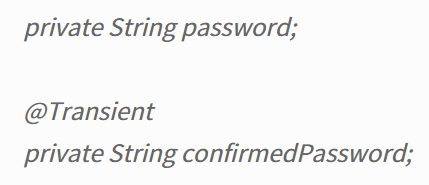 private String password;
@Transient
private String confirmedPassword;